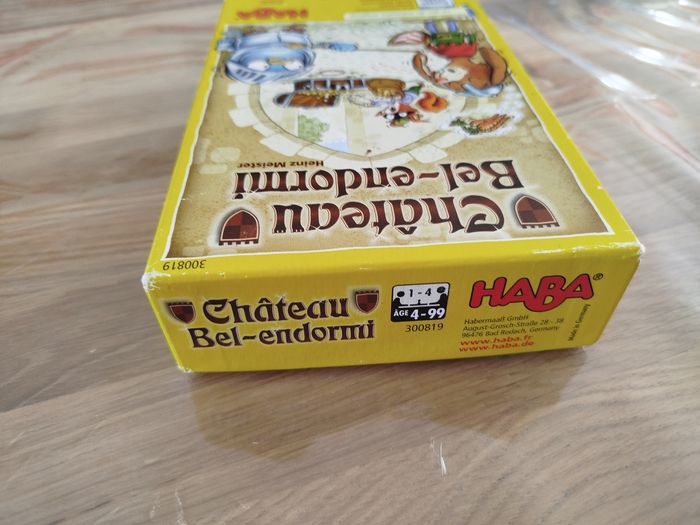 HABA
Château
Bel-endormi
Heinz Meister
300819
Château
Bel-endormi
1 - 4
ÂGE 4-99
300819
HABA®
Habermaaß GmbH
August-Grosch-Straße 28 - 38
96476 Bad Rodach, Germany
www.haba.fr
www.haba.de
Made in Germany